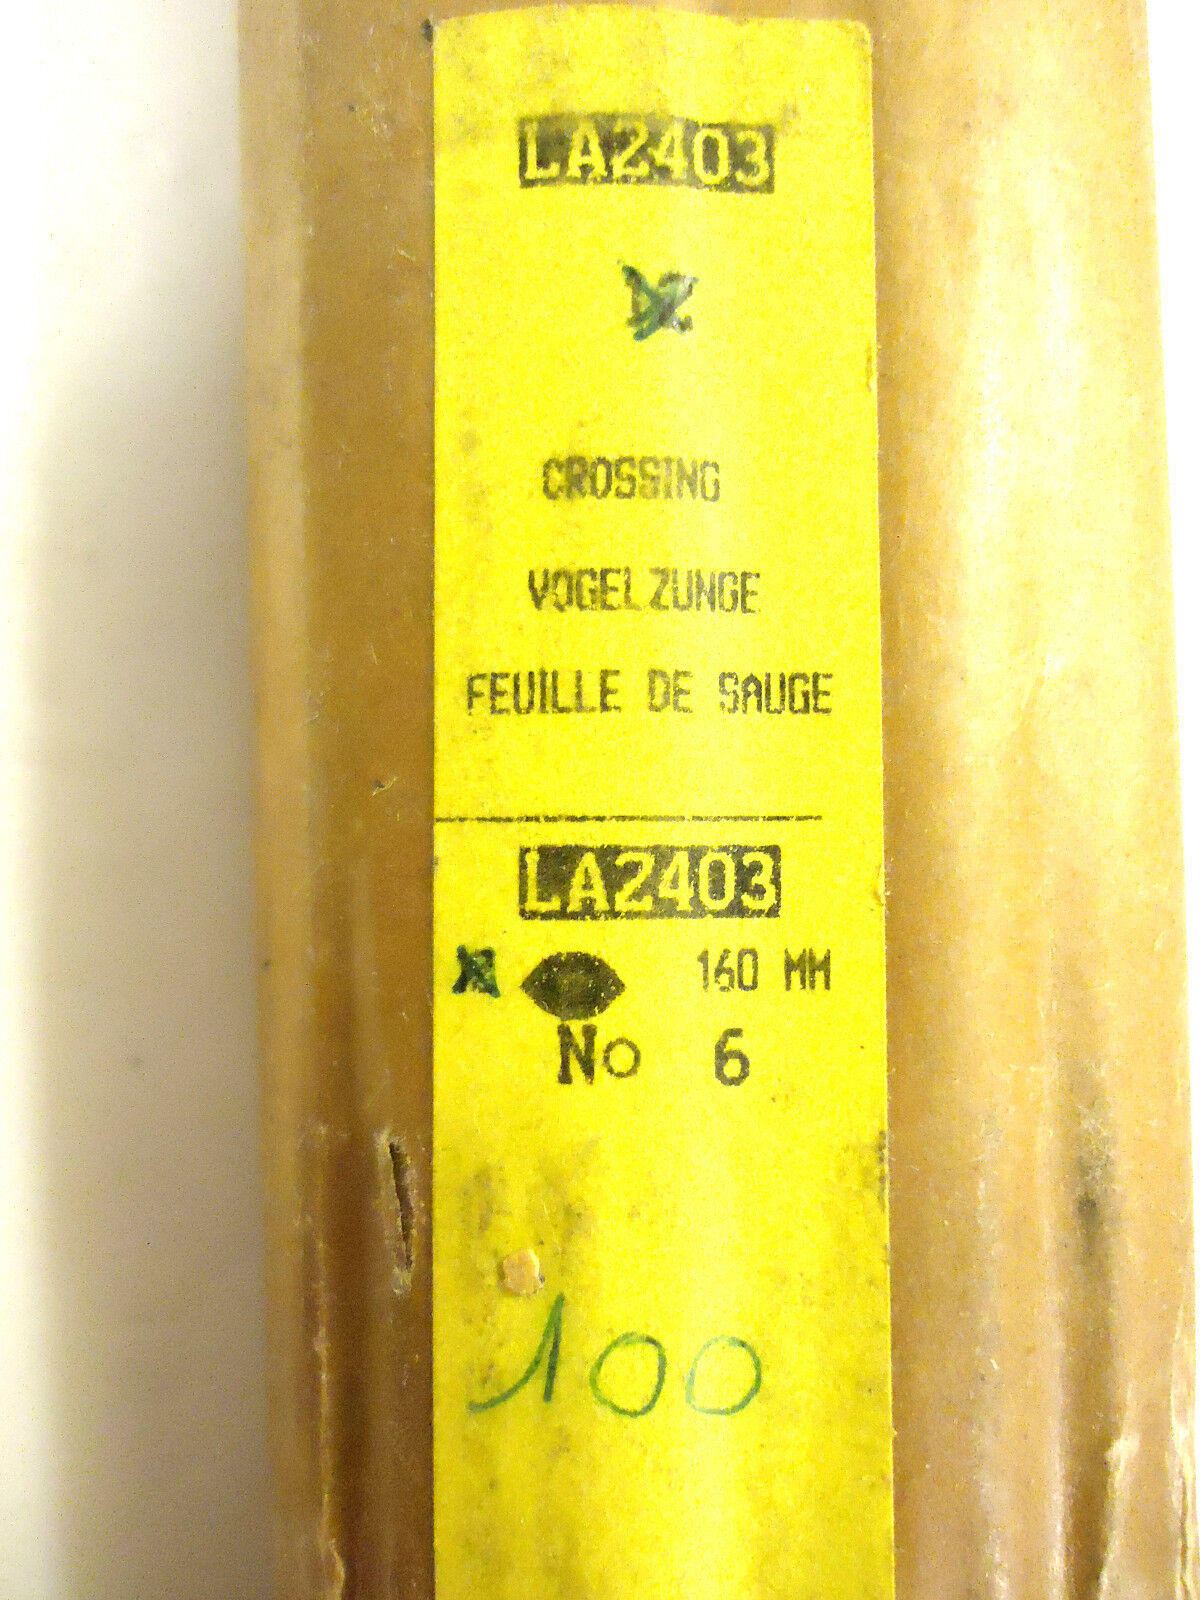 LA2403
CROSSING
VOGELZUNGE
FEUILLE DE SAUGE
LA2403
160 MM
No 6
100